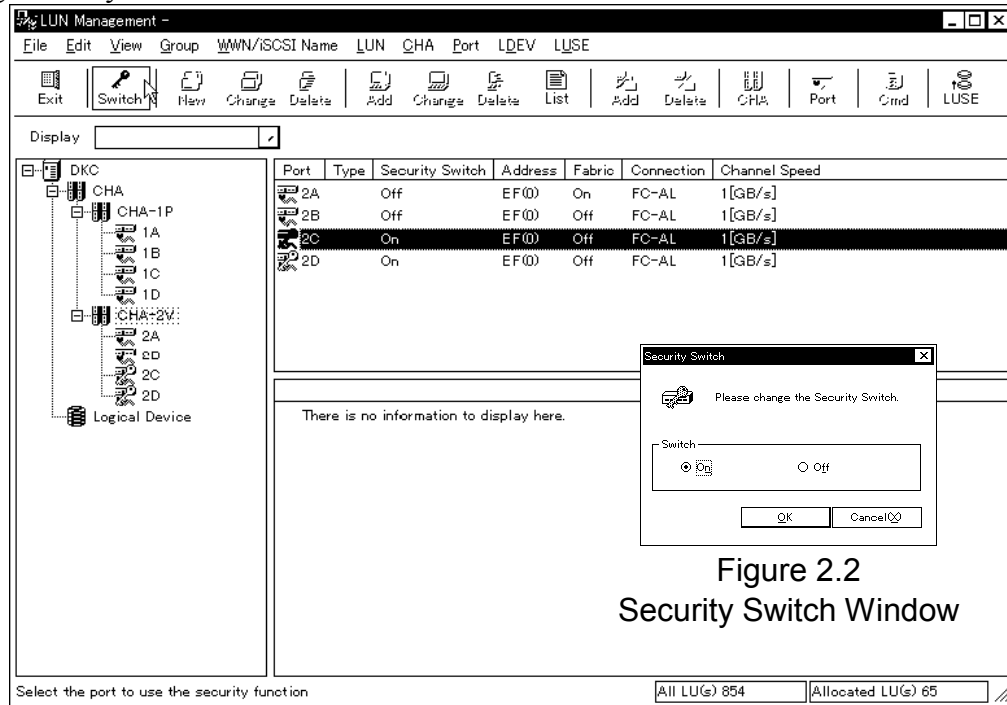 LUN Management -
File Edit View Group WWN/iSCSI Name LUN CHA Port LDEV LUSE
Exit Switch New Change Delete Add Change Delete List Add Delete CHA Port Cmd LUSE
Display
DKC
CHA
CHA-1P
1A
1B
1C
1D
CHA-2V
2A
2C
2D
Logical Device
Port Type Security Switch Address Fabric Connection Channel Speed
2A Off EF(0) On FC-AL 1[GB/s]
2B Off EF(0) Off FC-AL 1[GB/s]
2C On EF(0) Off FC-AL 1[GB/s]
2D On EF(0) Off FC-AL 1[GB/s]
There is no information to display here.
Security Switch
Please change the Security Switch.
Switch
On Off
OK Cancel(X)
Figure 2.2
Security Switch Window
Select the port to use the security function
All LU(s) 854
Allocated LU(s) 65